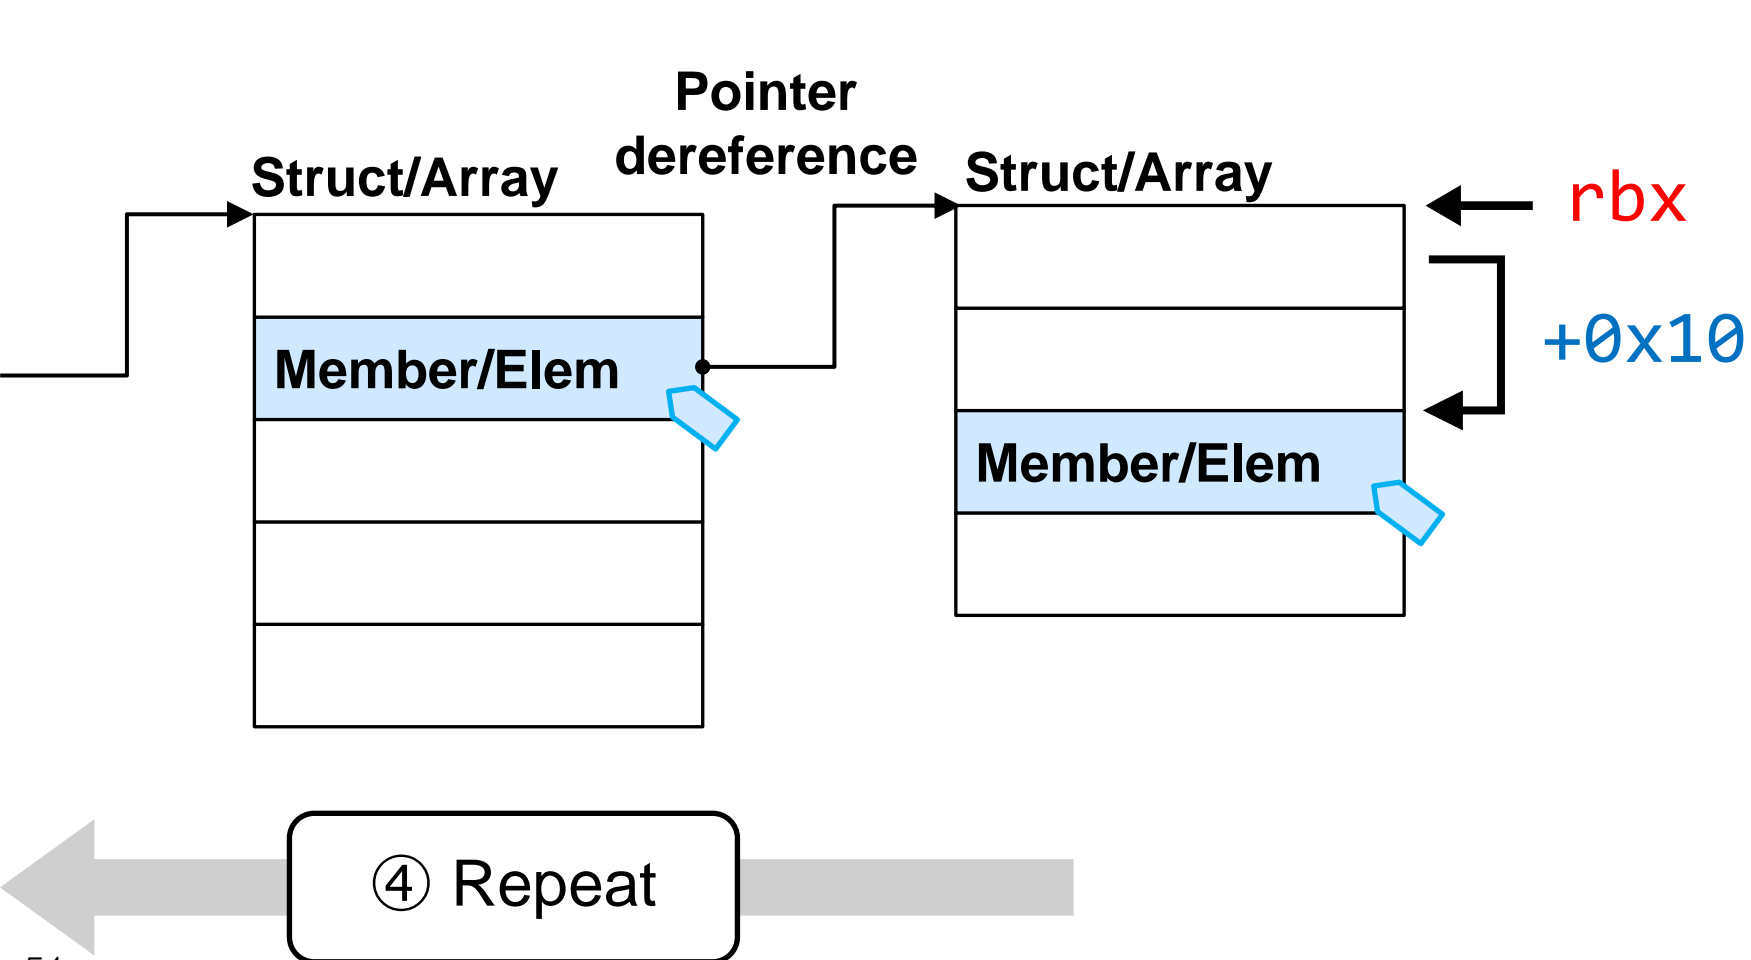 Pointer
dereference
Struct/Array
Struct/Array
rbx
+0x10
Member/Elem
Member/Elem
④ Repeat